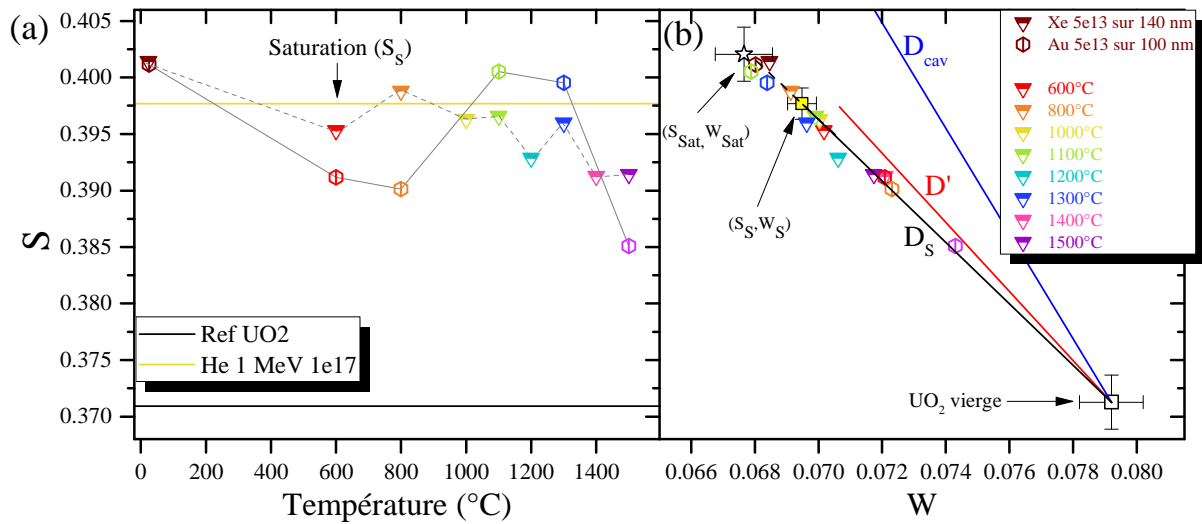 (a)
0.405
0.400
0.395
0.390
0.385
0.380
0.375
0.370
S
Saturation (S_S)
Ref UO2
He 1 MeV 1e17
0 200 400 600 800 1000 1200 1400
Température (°C)
(b)
D_cav
(S_Sat, W_Sat)
(S_S, W_S)
D'
D_S
UO_2 vierge
Xe 5e13 sur 140 nm
Au 5e13 sur 100 nm
600°C
800°C
1000°C
1100°C
1200°C
1300°C
1400°C
1500°C
0.066 0.068 0.070 0.072 0.074 0.076 0.078 0.080
W